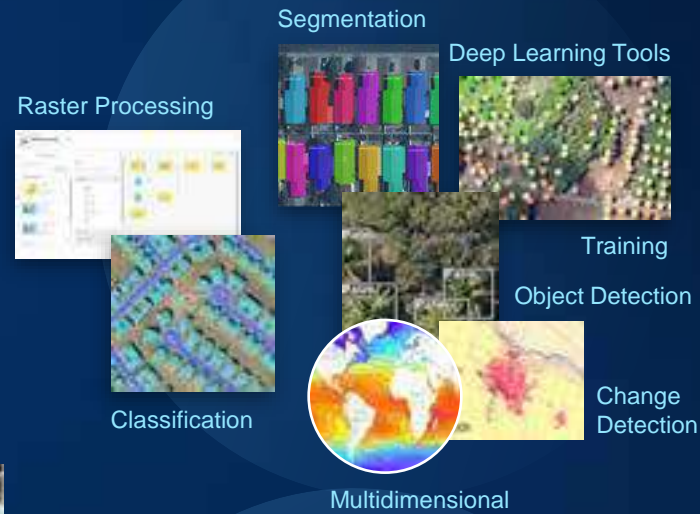 Segmentation
Deep Learning Tools
Raster Processing
Training
Object Detection
Classification
Change
Detection
Multidimensional